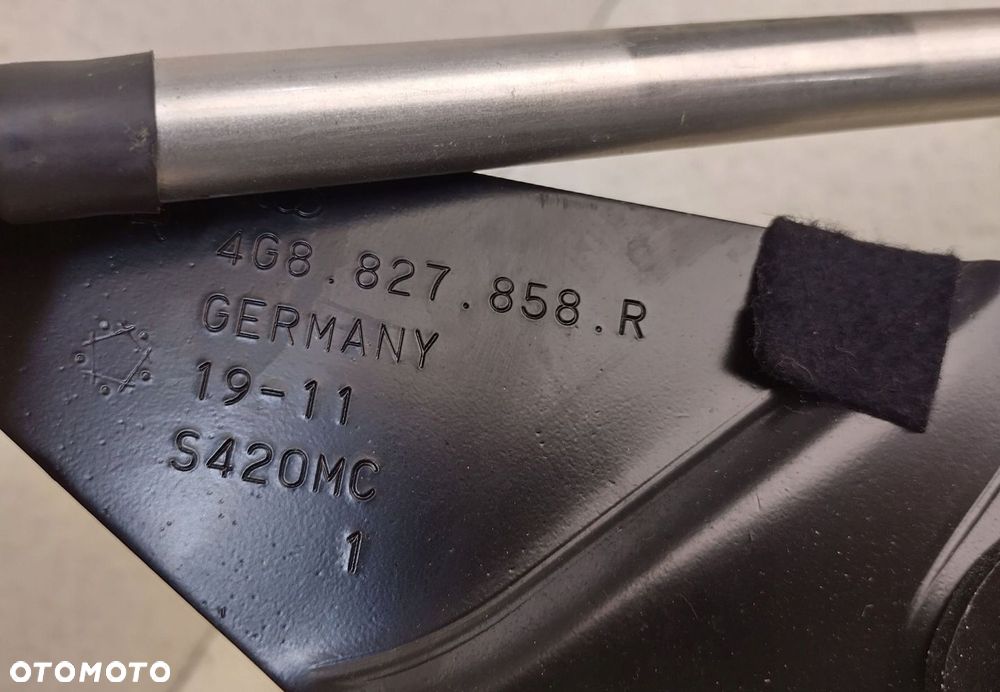 4G8.827.858.R
GERMANY
19-11
S420MC
1
OTOMOTO